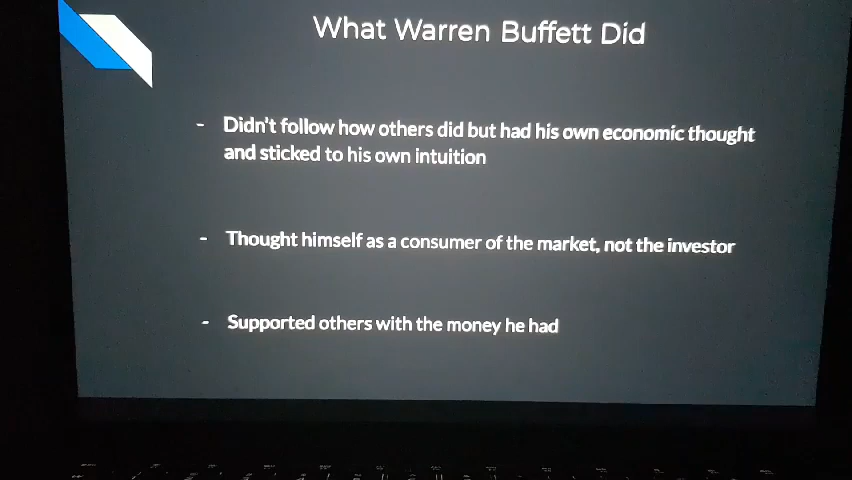 What Warren Buffett Did
- Didn't follow how others did but had his own economic thought
and sticked to his own intuition
- Thought himself as a consumer of the market, not the investor
- Supported others with the money he had